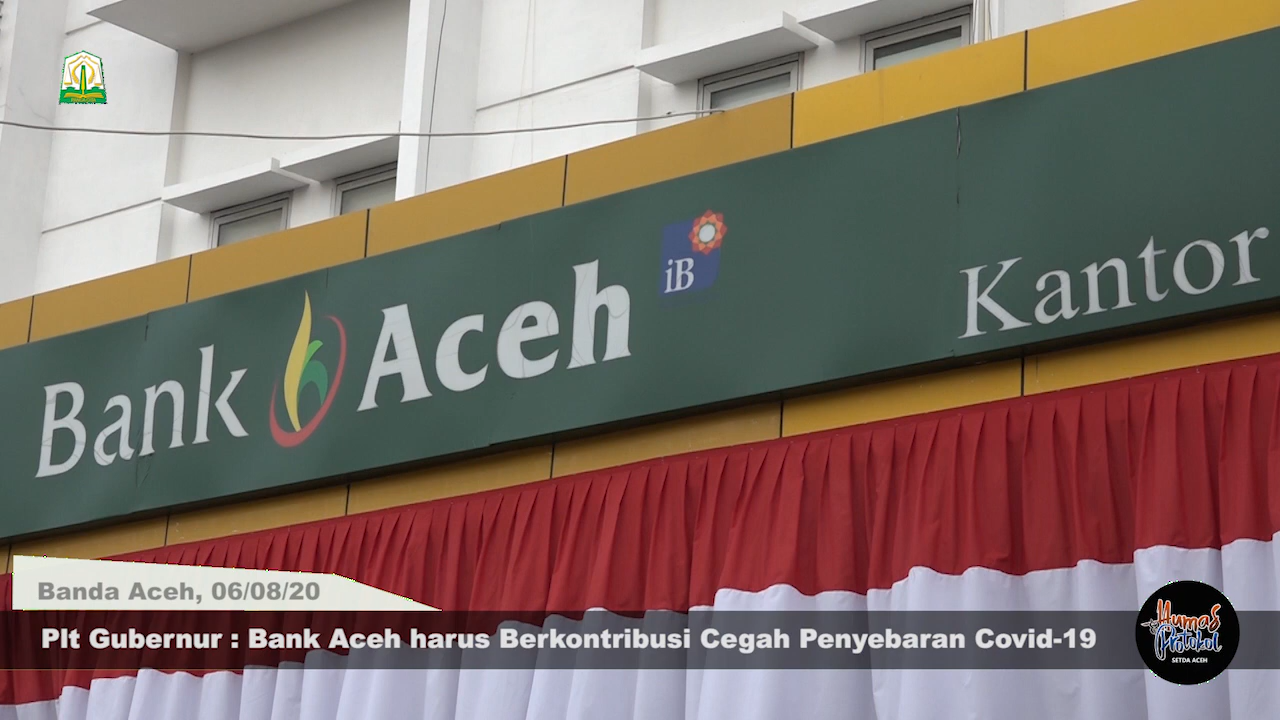 Bank Aceh
iB
Kantor
Banda Aceh, 06/08/20
Plt Gubernur : Bank Aceh harus Berkontribusi Cegah Penyebaran Covid-19
Humas
Protokol
SETDA ACEH